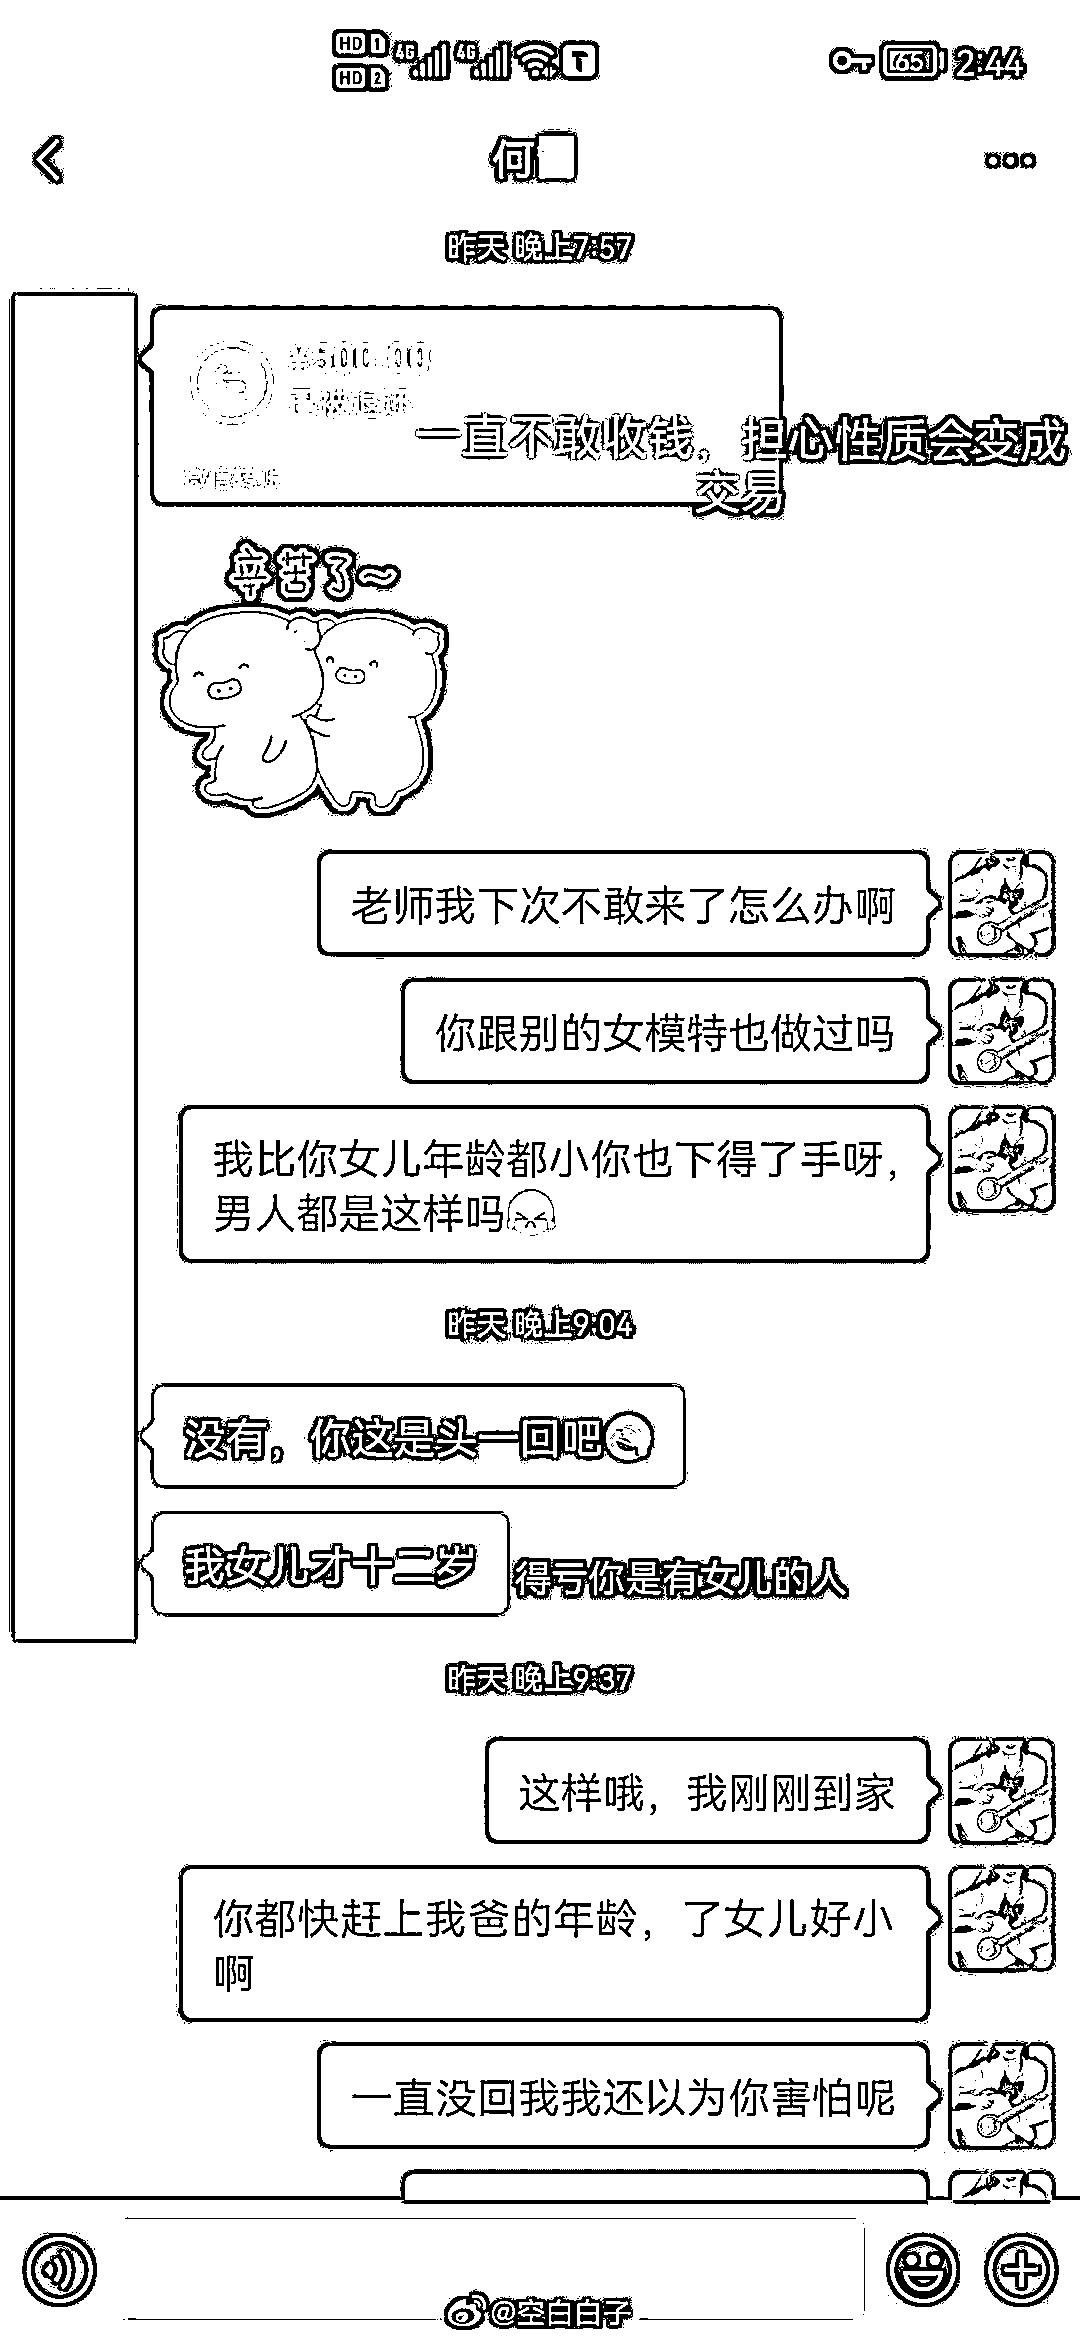 HD 1 4G 4G T 65 2:44
HD 2
何
昨天 晚上7:57
¥500.00
已被退还
一直不敢收钱，担心性质会变成
交易
微信转账
辛苦了~
老师我下次不敢来了怎么办啊
你跟别的女模特也做过吗
我比你女儿年龄都小你也下得了手呀，
男人都是这样吗
昨天 晚上9:04
没有，你这是头一回吧
我女儿才十二岁
得亏你是有女儿的人
昨天 晚上9:37
这样哦，我刚刚到家
你都快赶上我爸的年龄，了女儿好小
啊
一直没回我我还以为你害怕呢
@空白白子